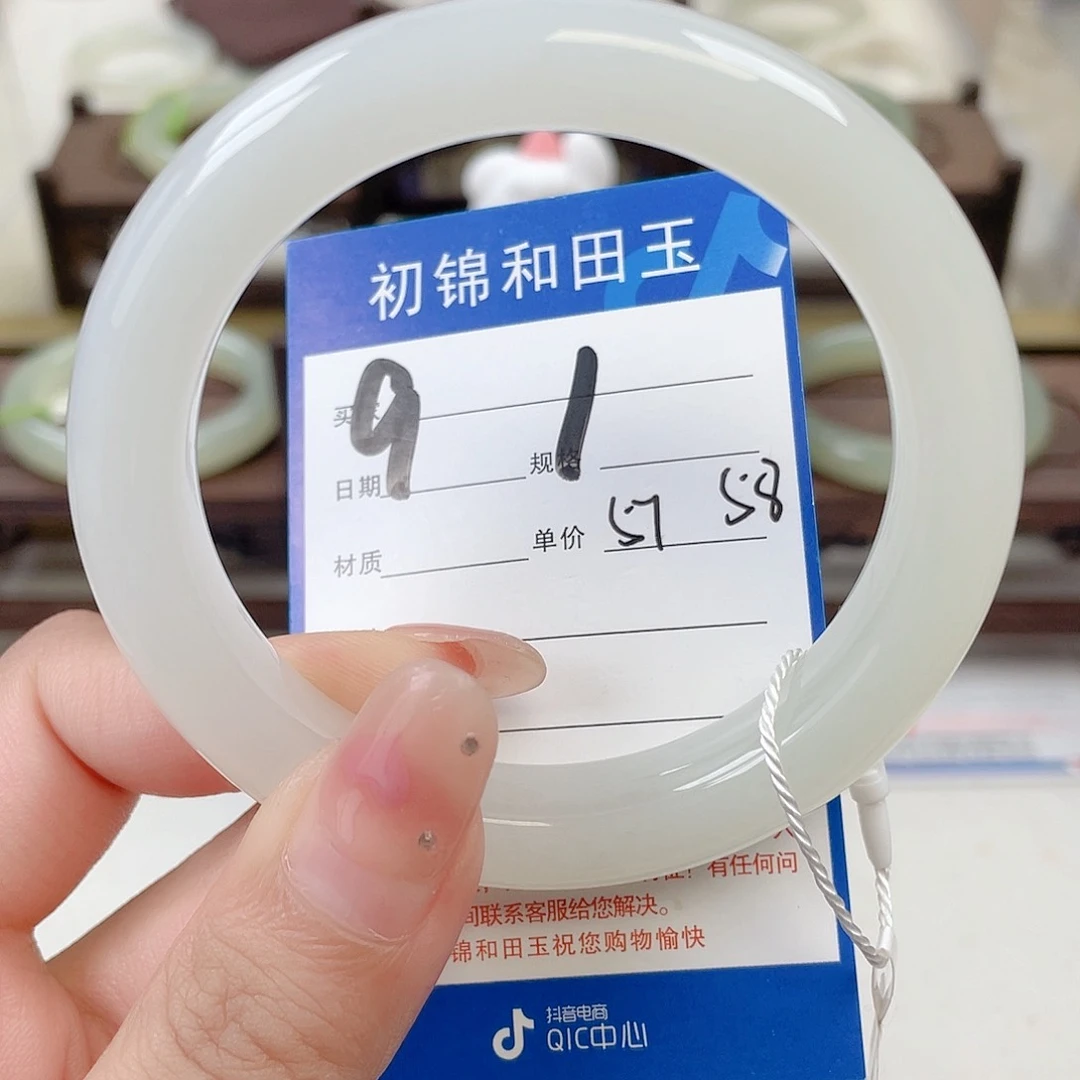 初锦和田玉
9 1
买家
日期 规格
57 58
材质 单价
有任何问
间联系客服给您解决。
锦和田玉祝您购物愉快
抖音电商
QIC中心